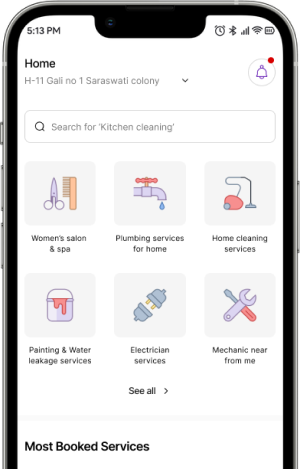 5:13 PM
Home
H-11 Gali no 1 Saraswati colony
Search for 'Kitchen cleaning'
Women's salon
& spa
Plumbing services
for home
Home cleaning
services
Painting & Water
leakage services
Electrician
services
Mechanic near
from me
See all
Most Booked Services